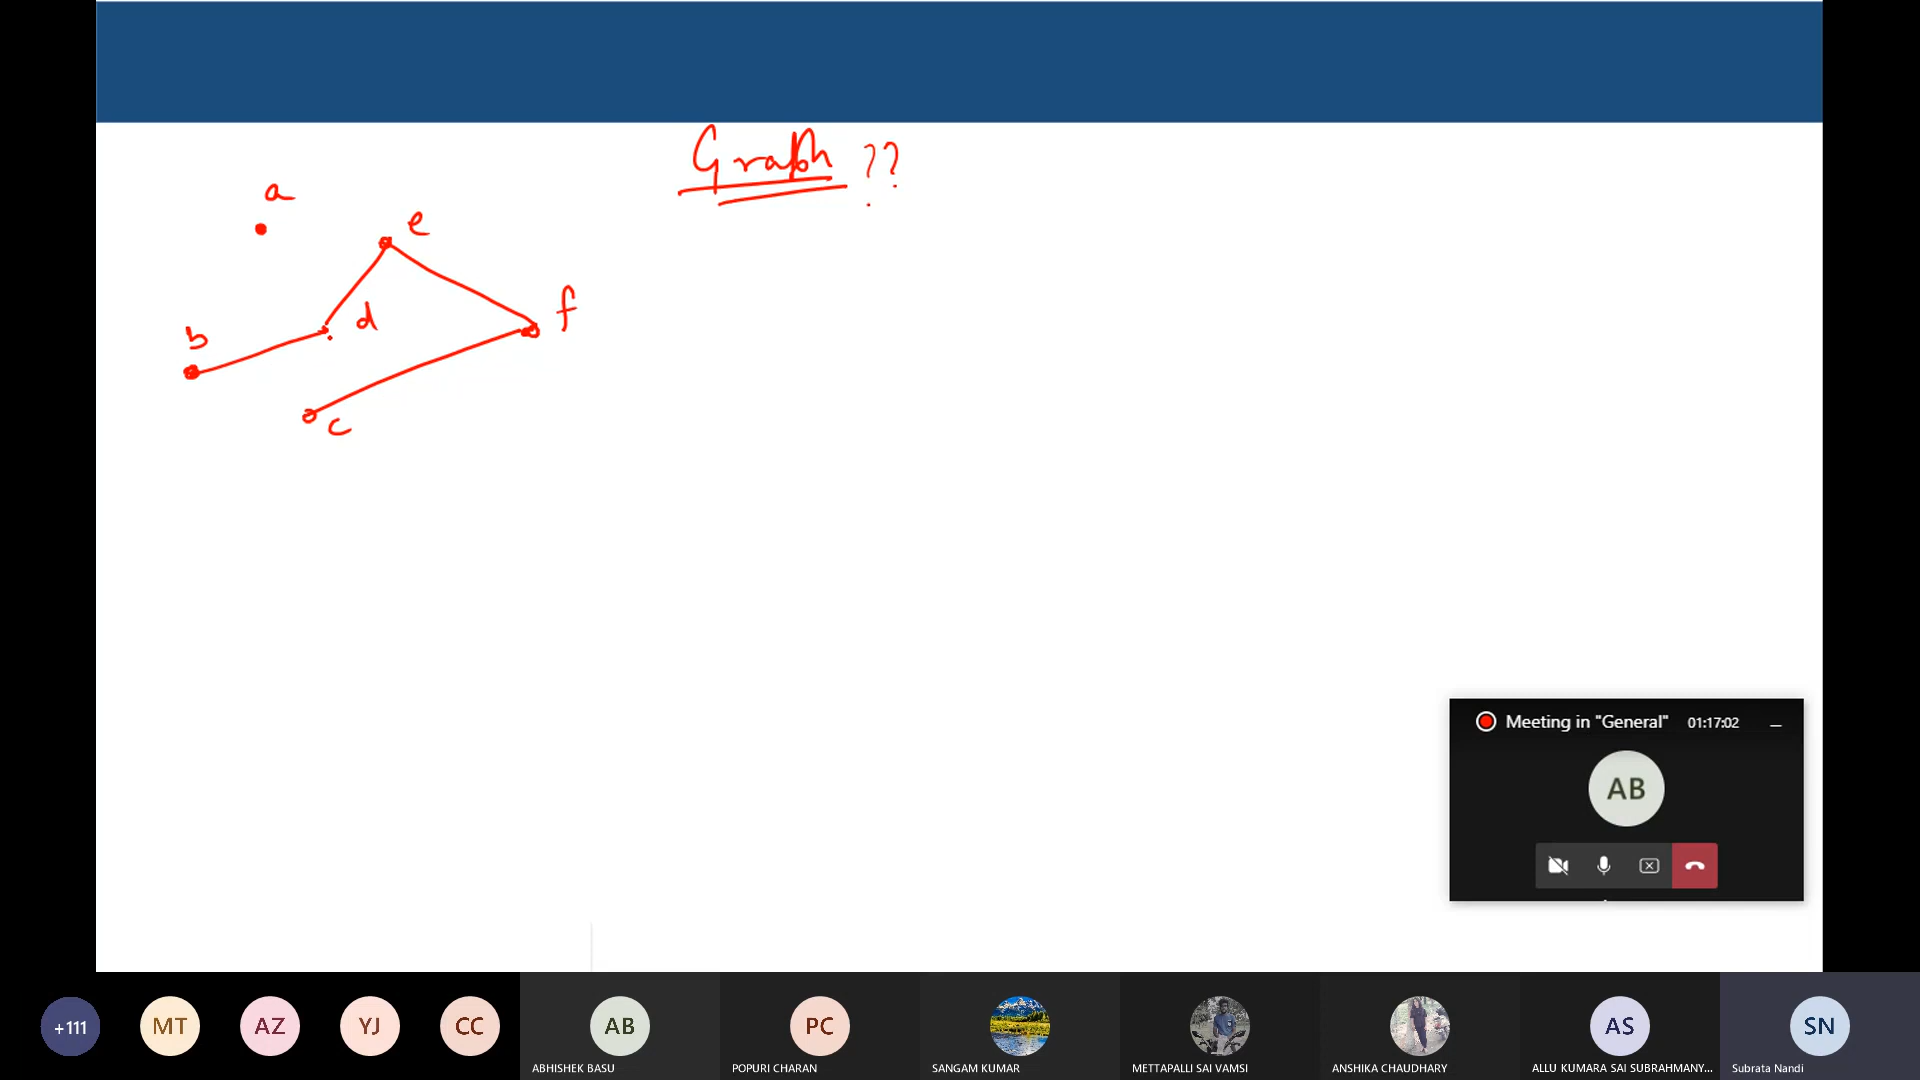 Graph ??
a
e
f
d
b
c
Meeting in "General" 01:17:02
AB
+111
MT
AZ
YJ
CC
AB
PC
AS
SN
ABHISHEK BASU
POPURI CHARAN
SANGAM KUMAR
METTAPALLI SAI VAMSI
ANSHIKA CHAUDHARY
ALLU KUMARA SAI SUBRAHMANY...
Subrata Nandi